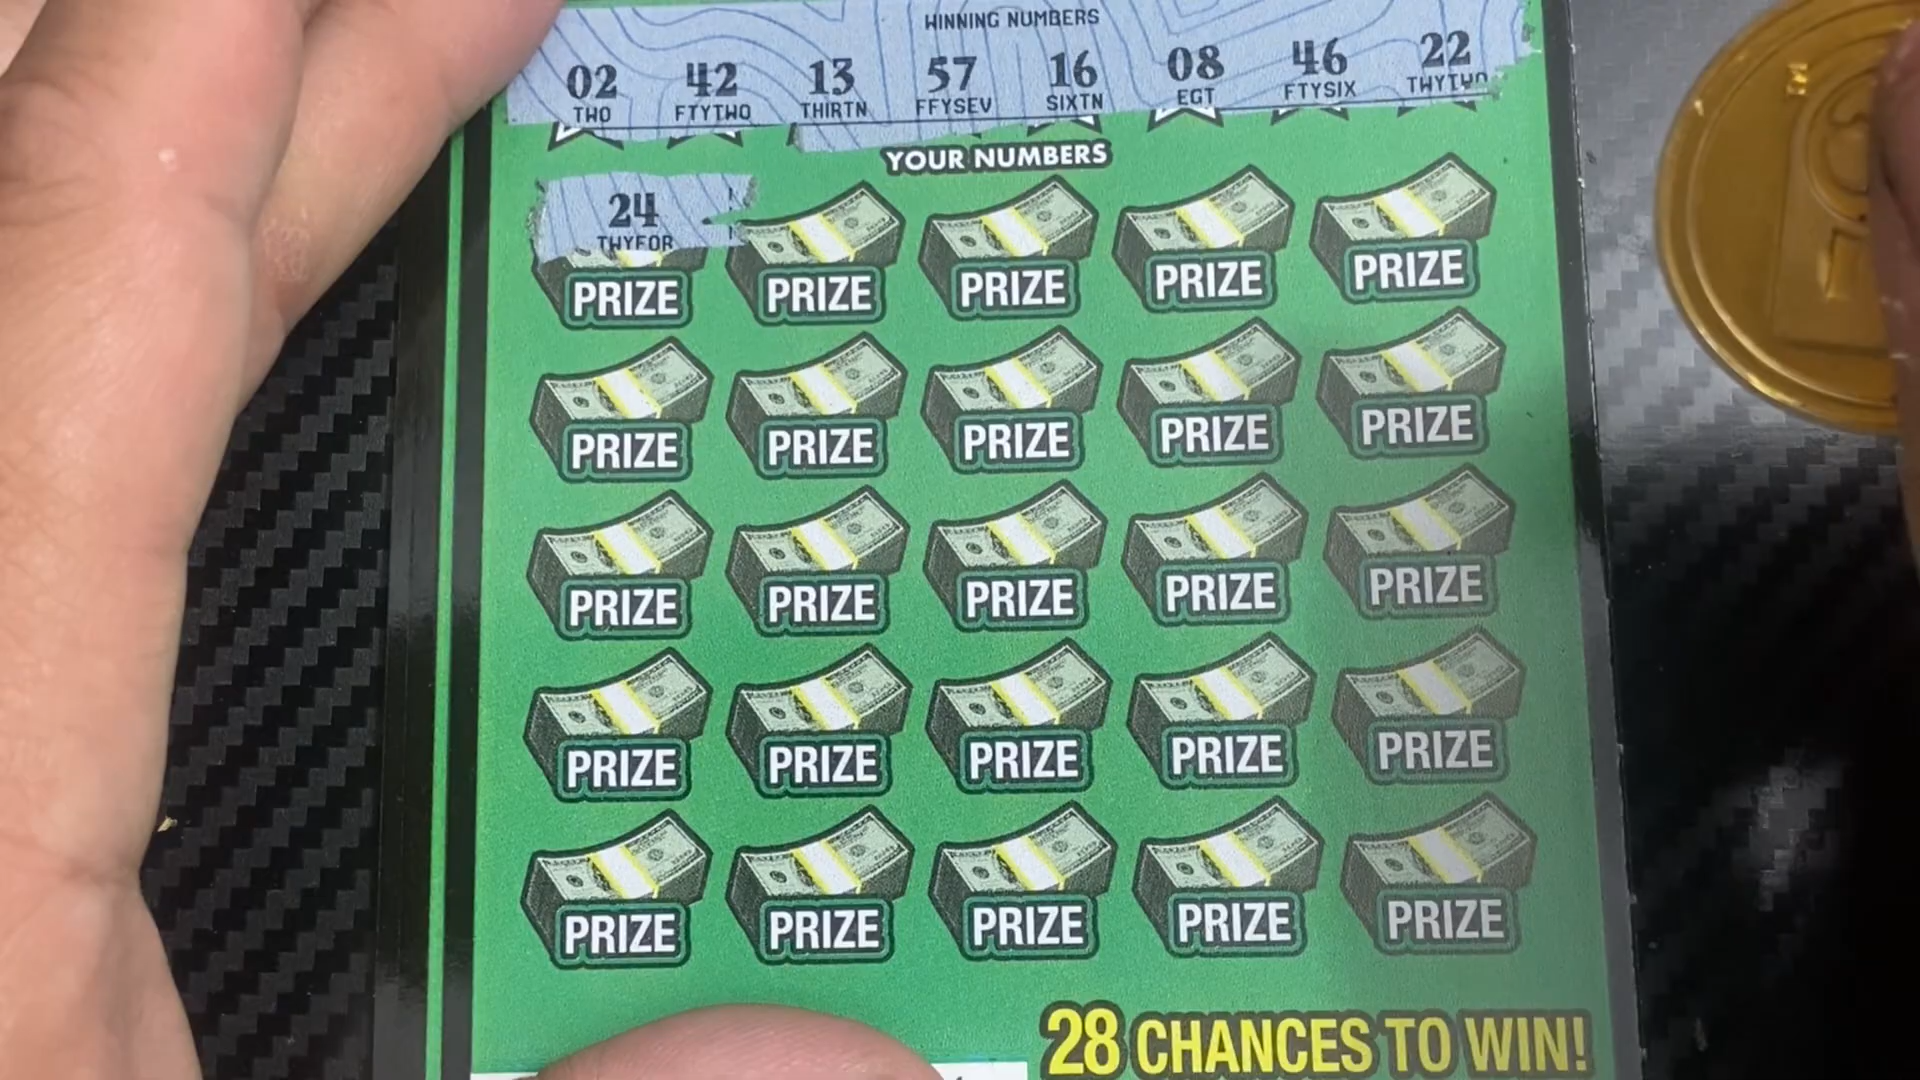 WINNING NUMBERS
02 42 13 57 16 08 46 22
TWO FTYTWO THIRTN FFYSEV SIXTN EGT FTYSIX TWYTWO
YOUR NUMBERS
24
TWYFOR
PRIZE PRIZE PRIZE PRIZE PRIZE
PRIZE PRIZE PRIZE PRIZE PRIZE
PRIZE PRIZE PRIZE PRIZE PRIZE
PRIZE PRIZE PRIZE PRIZE PRIZE
PRIZE PRIZE PRIZE PRIZE PRIZE
28 CHANCES TO WIN!